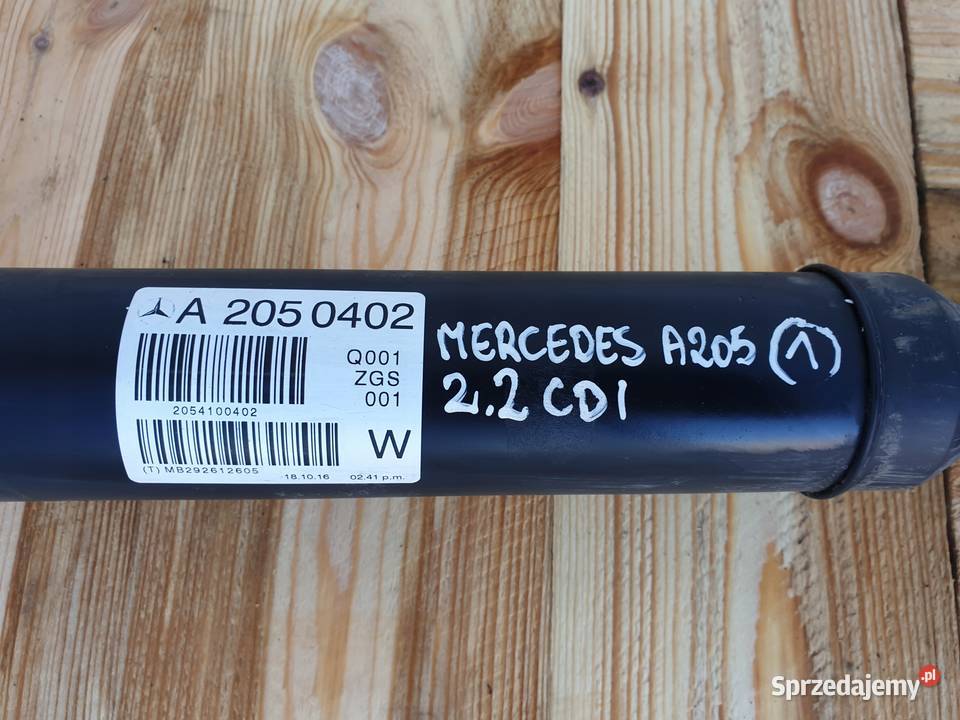 A 205 0402
Q001
ZGS
001
2054100402
W
(T) MB292612605
18.10.16 02.41 p.m.
MERCEDES A205 (1)
2.2 CDI
Sprzedajemy.pl